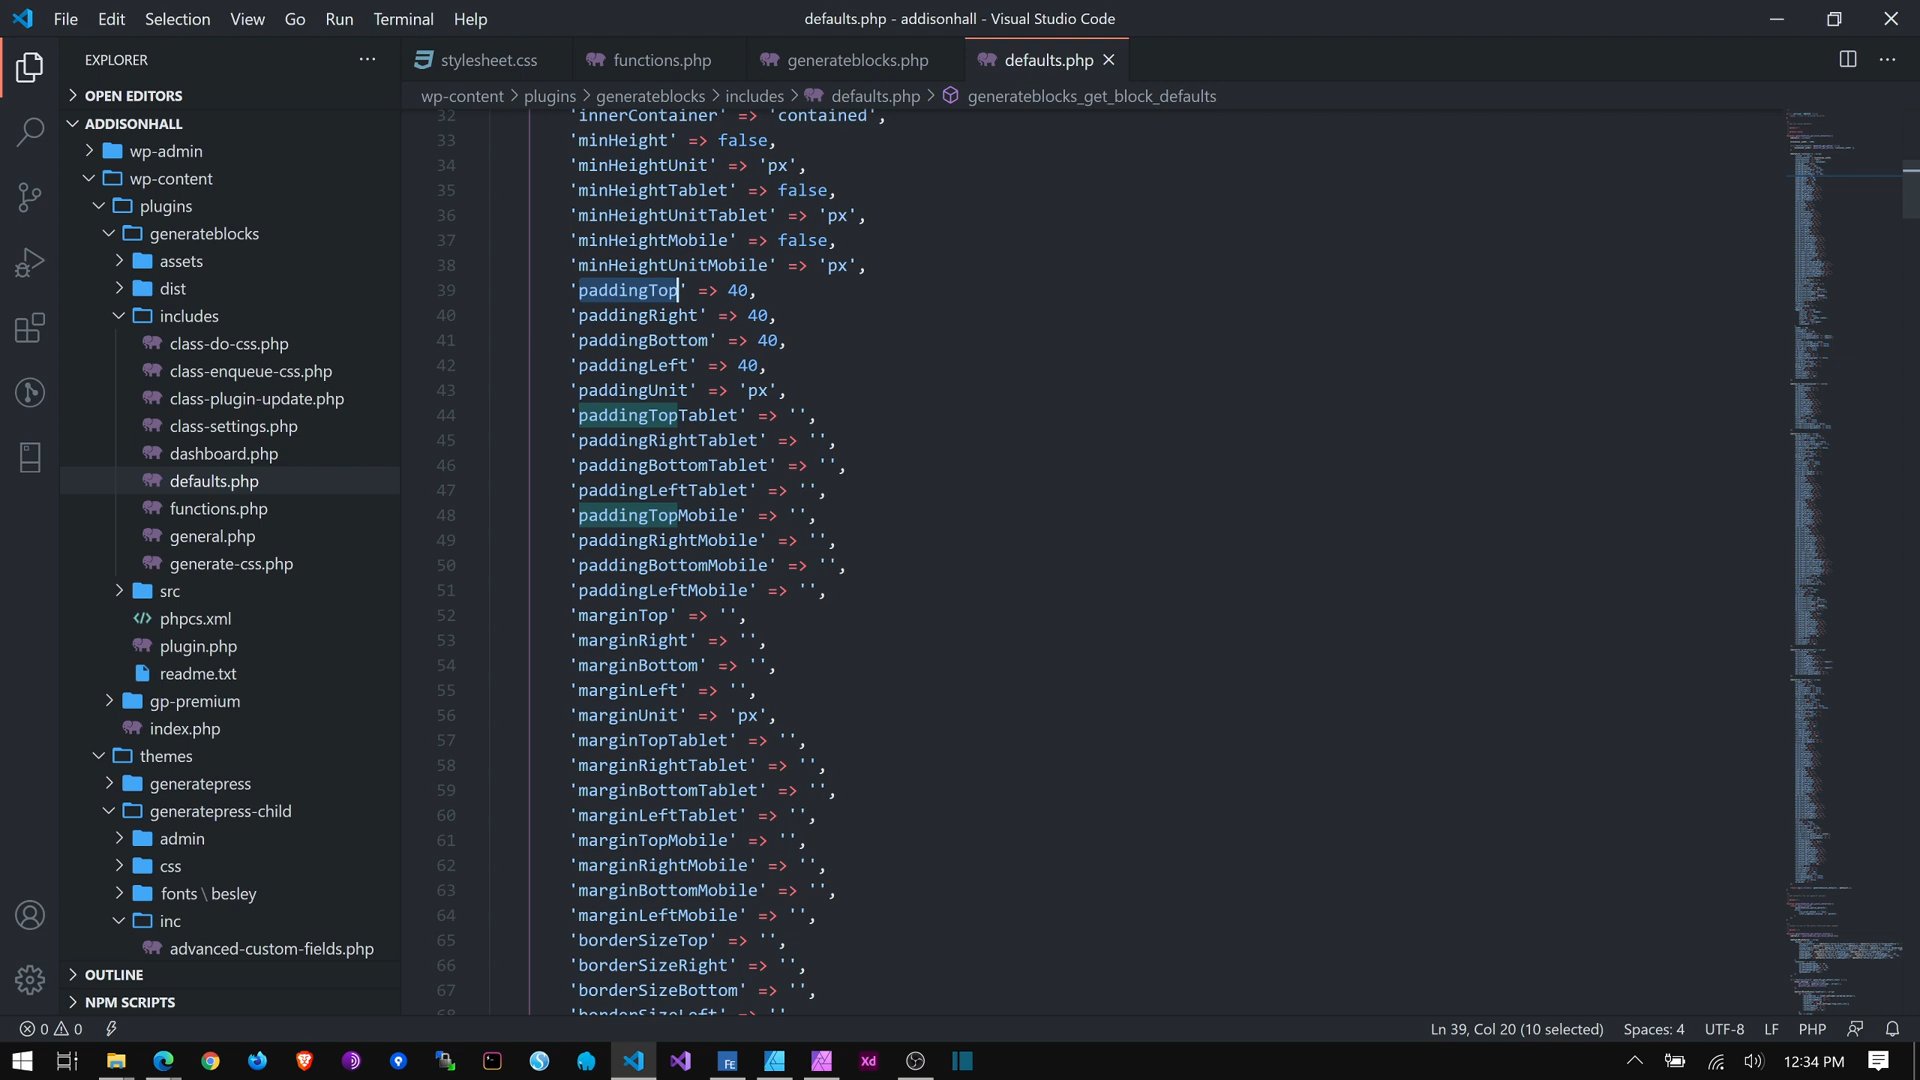 File Edit Selection View Go Run Terminal Help
defaults.php - addisonhall - Visual Studio Code
EXPLORER
stylesheet.css
functions.php
generateblocks.php
defaults.php
OPEN EDITORS
wp-content > plugins > generateblocks > includes > defaults.php > generateblocks_get_block_defaults
ADDISONHALL
wp-admin
wp-content
plugins
generateblocks
assets
dist
includes
class-do-css.php
class-enqueue-css.php
class-plugin-update.php
class-settings.php
dashboard.php
defaults.php
functions.php
general.php
generate-css.php
src
phpcs.xml
plugin.php
readme.txt
gp-premium
index.php
themes
generatepress
generatepress-child
admin
css
fonts \ besley
inc
advanced-custom-fields.php
OUTLINE
NPM SCRIPTS
32 'innerContainer' => 'contained',
33 'minHeight' => false,
34 'minHeightUnit' => 'px',
35 'minHeightTablet' => false,
36 'minHeightUnitTablet' => 'px',
37 'minHeightMobile' => false,
38 'minHeightUnitMobile' => 'px',
39 'paddingTop' => 40,
40 'paddingRight' => 40,
41 'paddingBottom' => 40,
42 'paddingLeft' => 40,
43 'paddingUnit' => 'px',
44 'paddingTopTablet' => '',
45 'paddingRightTablet' => '',
46 'paddingBottomTablet' => '',
47 'paddingLeftTablet' => '',
48 'paddingTopMobile' => '',
49 'paddingRightMobile' => '',
50 'paddingBottomMobile' => '',
51 'paddingLeftMobile' => '',
52 'marginTop' => '',
53 'marginRight' => '',
54 'marginBottom' => '',
55 'marginLeft' => '',
56 'marginUnit' => 'px',
57 'marginTopTablet' => '',
58 'marginRightTablet' => '',
59 'marginBottomTablet' => '',
60 'marginLeftTablet' => '',
61 'marginTopMobile' => '',
62 'marginRightMobile' => '',
63 'marginBottomMobile' => '',
64 'marginLeftMobile' => '',
65 'borderSizeTop' => '',
66 'borderSizeRight' => '',
67 'borderSizeBottom' => '',
68 'borderSizeLeft' => ''
0 0
Ln 39, Col 20 (10 selected) Spaces: 4 UTF-8 LF PHP
FE
Xd
12:34 PM